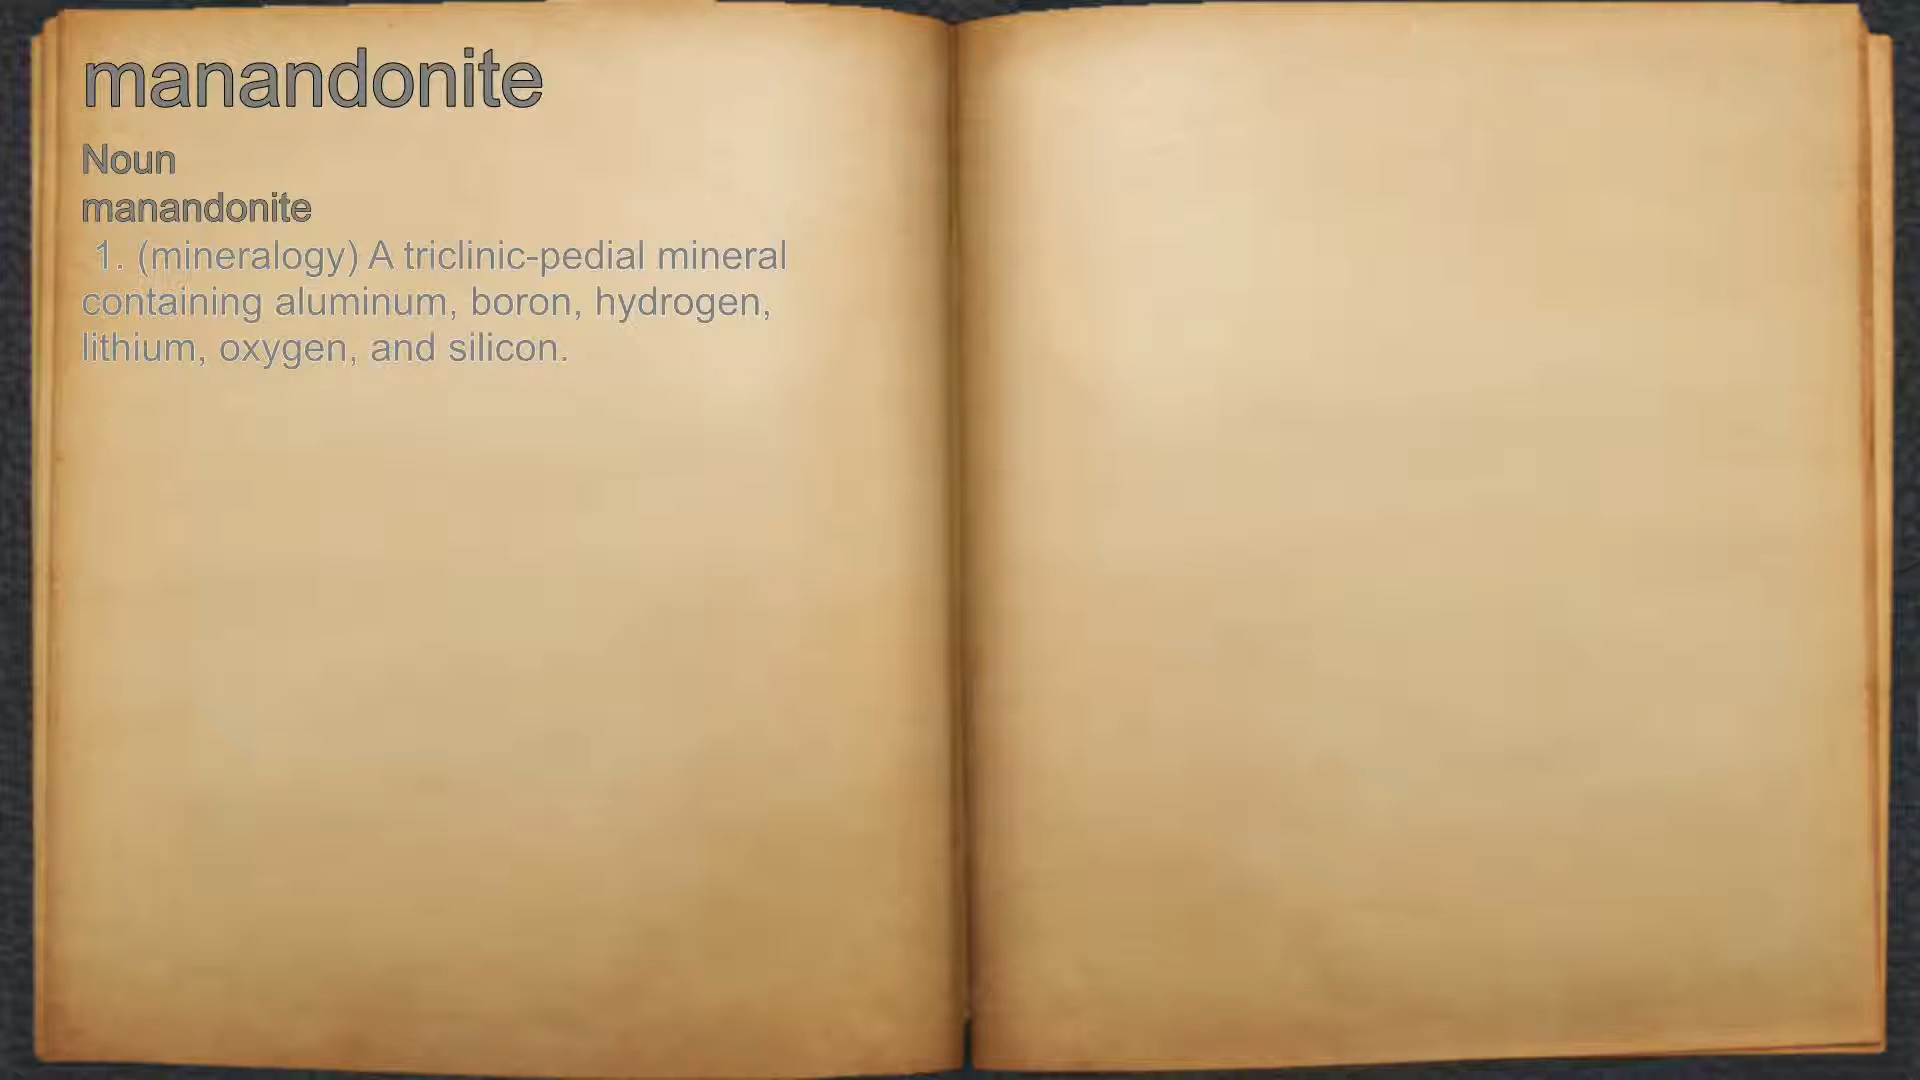 manandonite
Noun
manandonite
1. (mineralogy) A triclinic-pedial mineral
containing aluminum, boron, hydrogen,
lithium, oxygen, and silicon.